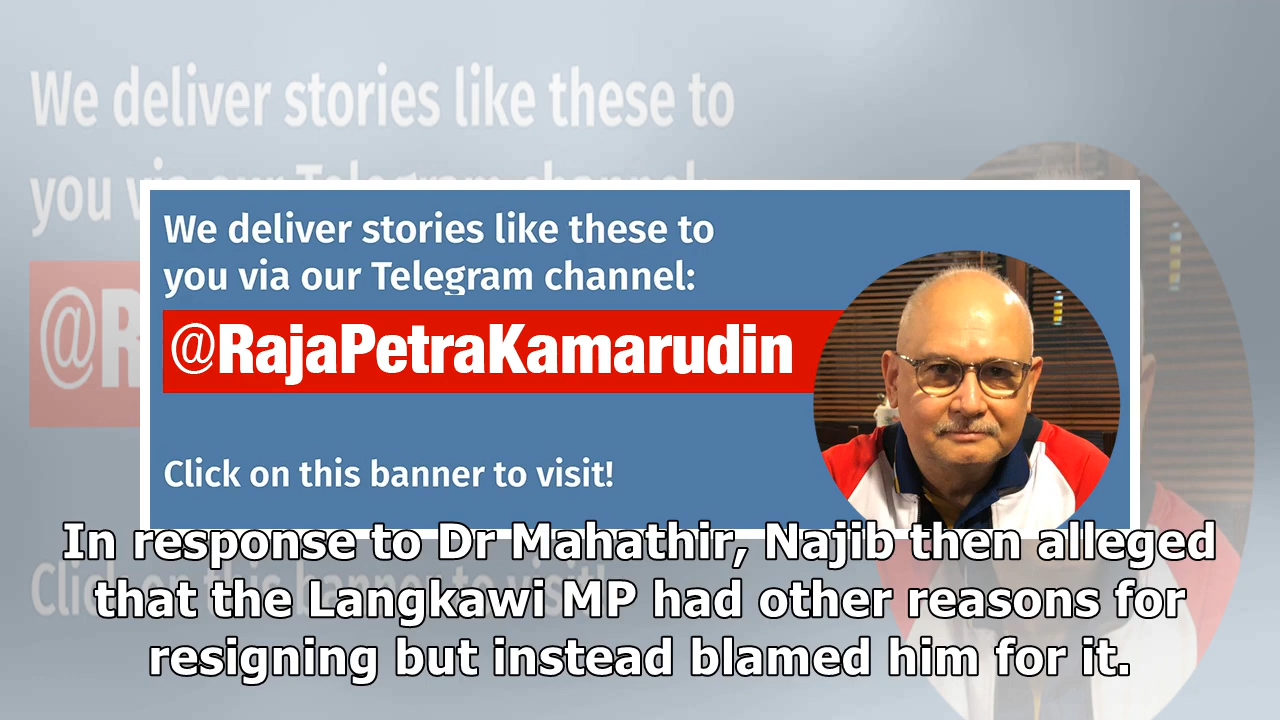 We deliver stories like these to
you via our Telegram channel:
@RajaPetraKamarudin
Click on this banner to visit!
In response to Dr Mahathir, Najib then alleged
that the Langkawi MP had other reasons for
resigning but instead blamed him for it.